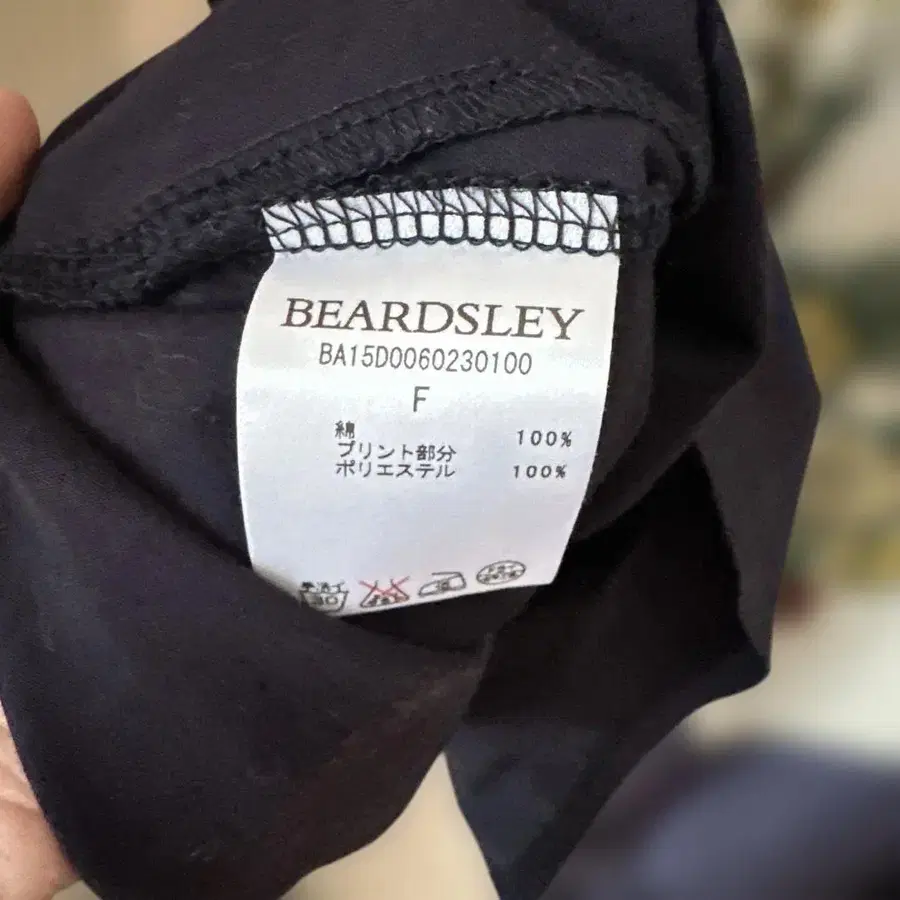 BEARDSLEY
BA15D0060230100
F
綿 100%
プリント部分
ポリエステル 100%